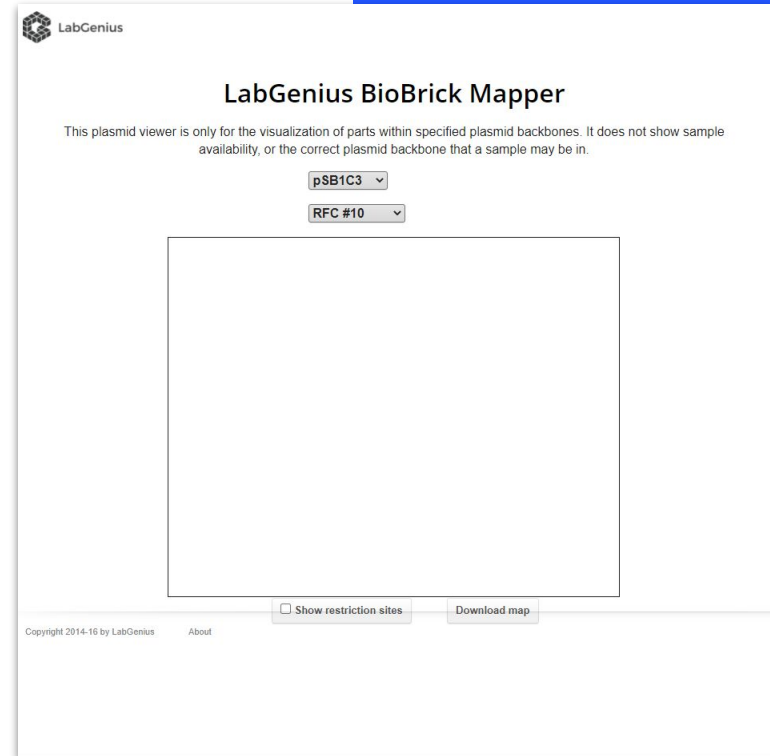 LabGenius
LabGenius BioBrick Mapper
This plasmid viewer is only for the visualization of parts within specified plasmid backbones. It does not show sample
availability, or the correct plasmid backbone that a sample may be in.
pSB1C3
RFC #10
Show restriction sites Download map
Copyright 2014-16 by LabGenius About